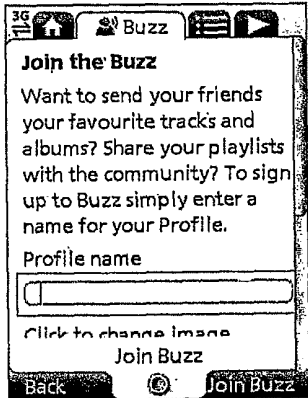 3G
Buzz
Join the Buzz
Want to send your friends
your favourite tracks and
albums? Share your playlists
with the community? To sign
up to Buzz simply enter a
name for your Profile.
Profile name
Click to change image
Join Buzz
Back
Join Buzz